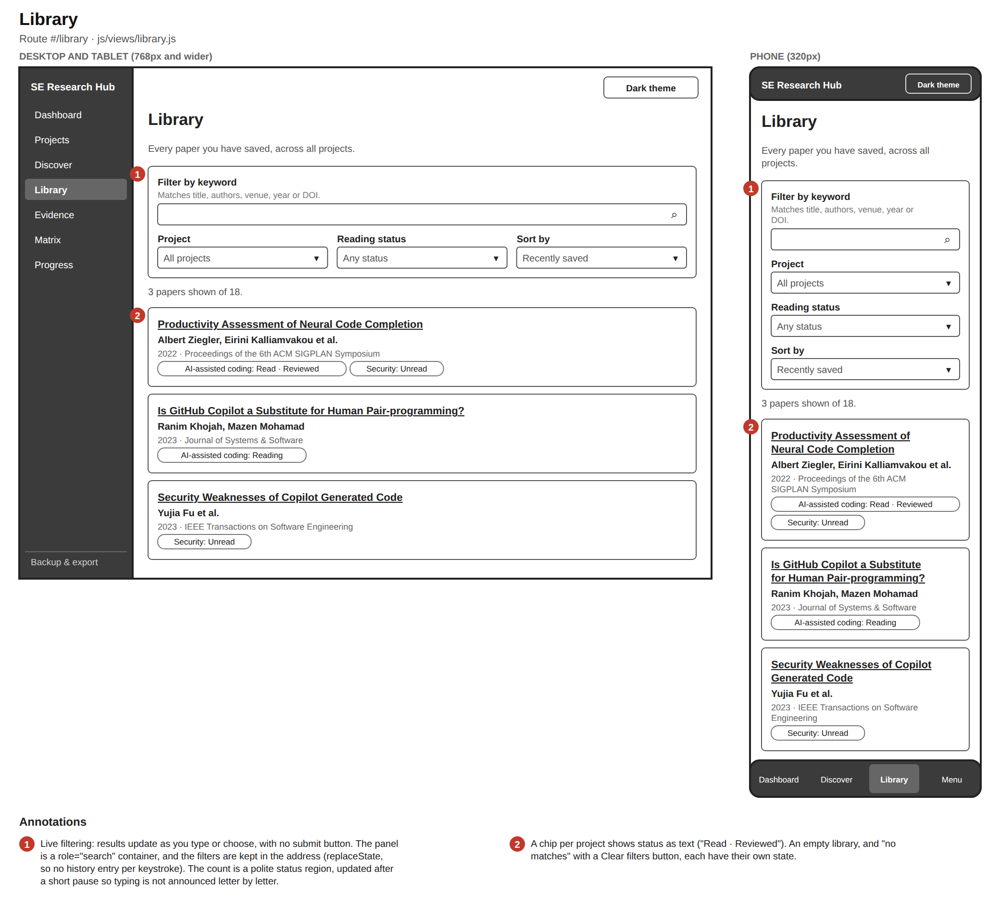 Library
Route #/library · js/views/library.js
DESKTOP AND TABLET (768px and wider)
SE Research Hub
Dashboard
Projects
Discover
Library
Evidence
Matrix
Progress
Backup & export
Dark theme
Library
Every paper you have saved, across all projects.
1
Filter by keyword
Matches title, authors, venue, year or DOI.
Project
Reading status
Sort by
All projects
Any status
Recently saved
3 papers shown of 18.
2
Productivity Assessment of Neural Code Completion
Albert Ziegler, Eirini Kalliamvakou et al.
2022 · Proceedings of the 6th ACM SIGPLAN Symposium
AI-assisted coding: Read · Reviewed
Security: Unread
Is GitHub Copilot a Substitute for Human Pair-programming?
Ranim Khojah, Mazen Mohamad
2023 · Journal of Systems & Software
AI-assisted coding: Reading
Security Weaknesses of Copilot Generated Code
Yujia Fu et al.
2023 · IEEE Transactions on Software Engineering
Security: Unread
PHONE (320px)
SE Research Hub
Dark theme
Library
Every paper you have saved, across all
projects.
1
Filter by keyword
Matches title, authors, venue, year or
DOI.
Project
All projects
Reading status
Any status
Sort by
Recently saved
3 papers shown of 18.
2
Productivity Assessment of
Neural Code Completion
Albert Ziegler, Eirini Kalliamvakou et al.
2022 · Proceedings of the 6th ACM
SIGPLAN Symposium
AI-assisted coding: Read · Reviewed
Security: Unread
Is GitHub Copilot a Substitute
for Human Pair-programming?
Ranim Khojah, Mazen Mohamad
2023 · Journal of Systems & Software
AI-assisted coding: Reading
Security Weaknesses of Copilot
Generated Code
Yujia Fu et al.
2023 · IEEE Transactions on Software
Engineering
Security: Unread
Dashboard
Discover
Library
Menu
Annotations
1
Live filtering: results update as you type or choose, with no submit button. The panel
is a role="search" container, and the filters are kept in the address (replaceState,
so no history entry per keystroke). The count is a polite status region, updated after
a short pause so typing is not announced letter by letter.
2
A chip per project shows status as text ("Read · Reviewed"). An empty library, and "no
matches" with a Clear filters button, each have their own state.